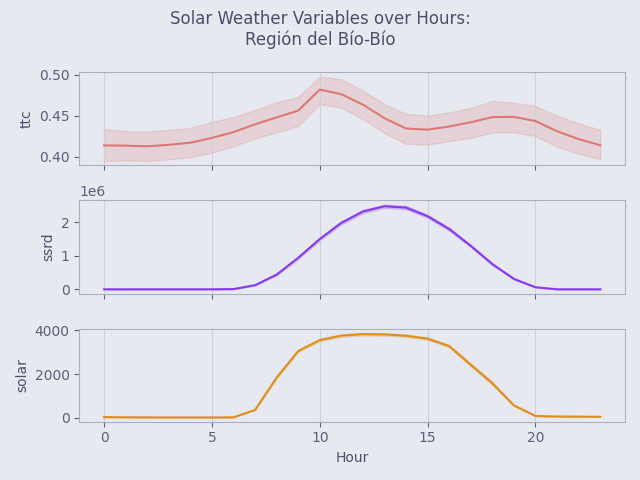 Solar Weather Variables over Hours:
Región del Bío-Bío
0.50
0.45
0.40
ttc
1e6
2
1
0
ssrd
4000
2000
0
solar
0 5 10 15 20
Hour